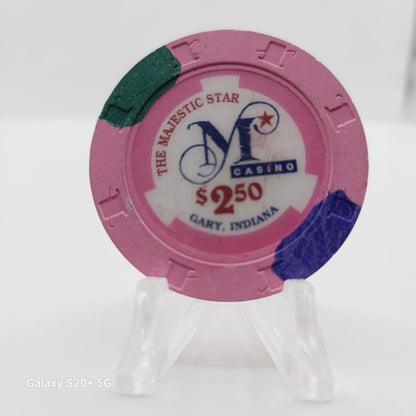 THE MAJESTIC STAR
M
CASINO
$2.50
GARY, INDIANA
Galaxy S20+ 5G